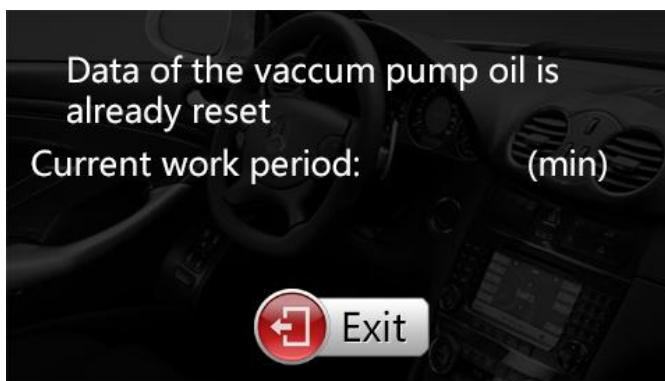 Data of the vaccum pump oil is
already reset
Current work period: (min)
Exit